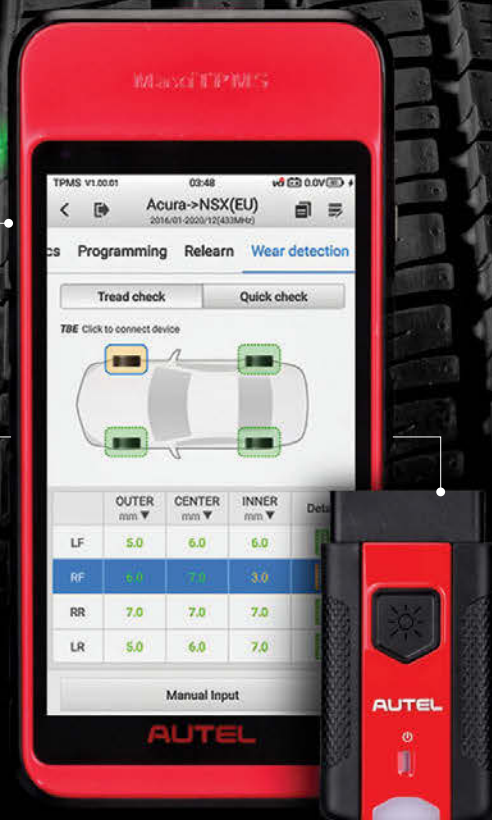 MaxiTPMS
TPMS V1.00.01 03:48 0.0V
Acura->NSX(EU)
2016/01-2020/12(433MHz)
cs Programming Relearn Wear detection
Tread check Quick check
TBE Click to connect device
OUTER CENTER INNER
mm▼ mm▼ mm▼ Deta
LF 5.0 6.0 6.0
RF 6.0 7.0 3.0
RR 7.0 7.0 7.0
LR 5.0 6.0 7.0
Manual Input
AUTEL
AUTEL